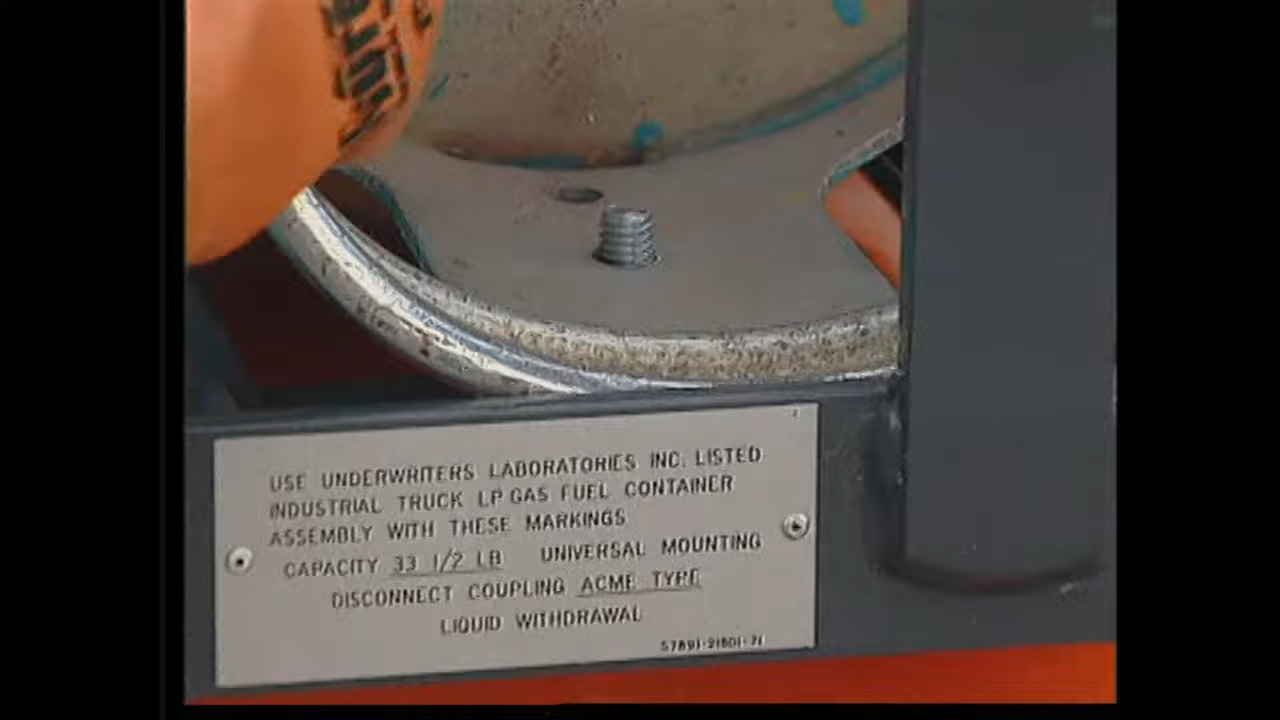 USE UNDERWRITERS LABORATORIES INC. LISTED
INDUSTRIAL TRUCK LP GAS FUEL CONTAINER
ASSEMBLY WITH THESE MARKINGS
CAPACITY 33 1/2 LB UNIVERSAL MOUNTING
DISCONNECT COUPLING ACME TYPE
LIQUID WITHDRAWAL